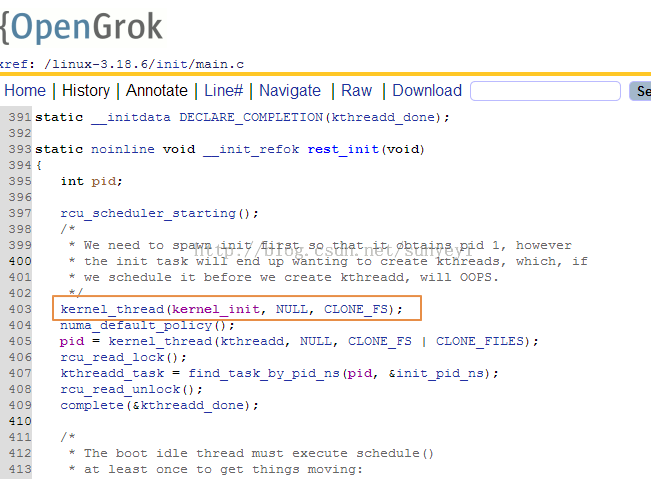 {OpenGrok
xref: /linux-3.18.6/init/main.c
Home | History | Annotate | Line# | Navigate | Raw | Download Se
391 static __initdata DECLARE_COMPLETION(kthreadd_done);
392
393 static noinline void __init_refok rest_init(void)
394 {
395 int pid;
396
397 rcu_scheduler_starting();
398 /*
399 * We need to spawn init first so that it obtains pid 1, however
400 * the init task will end up wanting to create kthreads, which, if
401 * we schedule it before we create kthreadd, will OOPS.
402 */
403 kernel_thread(kernel_init, NULL, CLONE_FS);
404 numa_default_policy();
405 pid = kernel_thread(kthreadd, NULL, CLONE_FS | CLONE_FILES);
406 rcu_read_lock();
407 kthreadd_task = find_task_by_pid_ns(pid, &init_pid_ns);
408 rcu_read_unlock();
409 complete(&kthreadd_done);
410
411 /*
412 * The boot idle thread must execute schedule()
413 * at least once to get things moving:
http://blog.csdn.net/sunyeyi